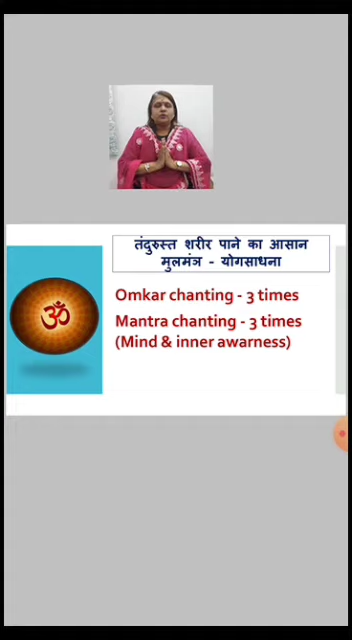 तंदुरुस्त शरीर पाने का आसान
मुलमंत्र - योगसाधना
ॐ
Omkar chanting - 3 times
Mantra chanting - 3 times
(Mind & inner awarness)